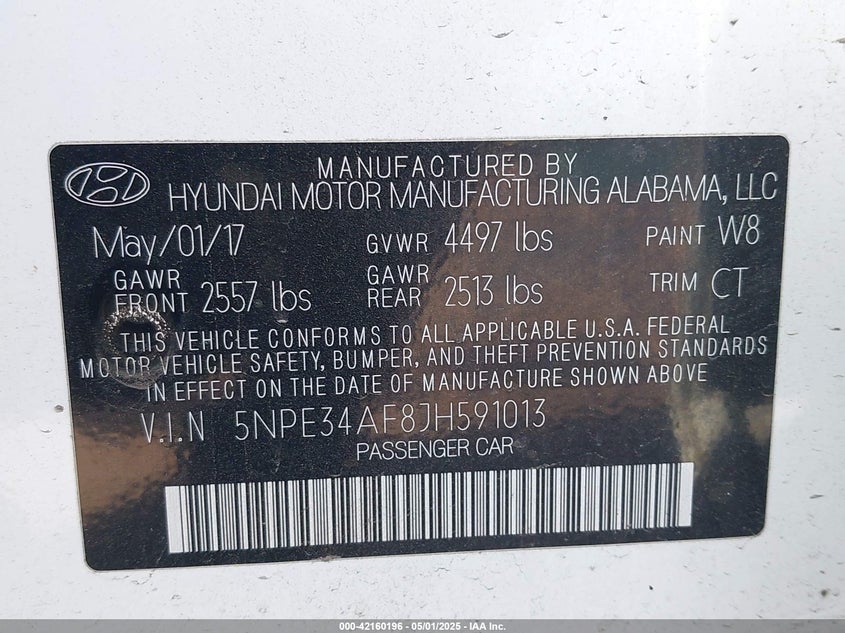 MANUFACTURED BY
HYUNDAI MOTOR MANUFACTURING ALABAMA, LLC
May/01/17 GVWR 4497 lbs PAINT W8
GAWR FRONT 2557 lbs GAWR REAR 2513 lbs TRIM CT
THIS VEHICLE CONFORMS TO ALL APPLICABLE U.S.A. FEDERAL
MOTOR VEHICLE SAFETY, BUMPER, AND THEFT PREVENTION STANDARDS
IN EFFECT ON THE DATE OF MANUFACTURE SHOWN ABOVE
V.I.N 5NPE34AF8JH591013
PASSENGER CAR
000-42160196 - 05/01/2025 - IAA Inc.